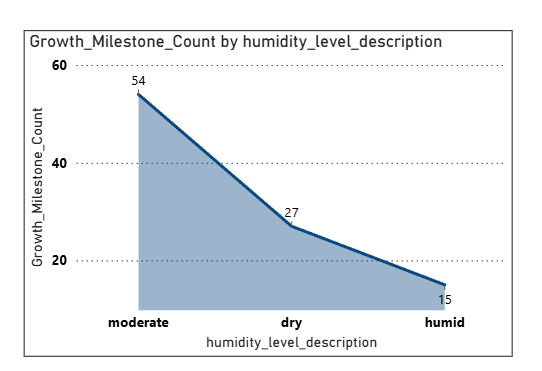 Growth_Milestone_Count by humidity_level_description
60
54
40
27
20
15
Growth_Milestone_Count
moderate dry humid
humidity_level_description